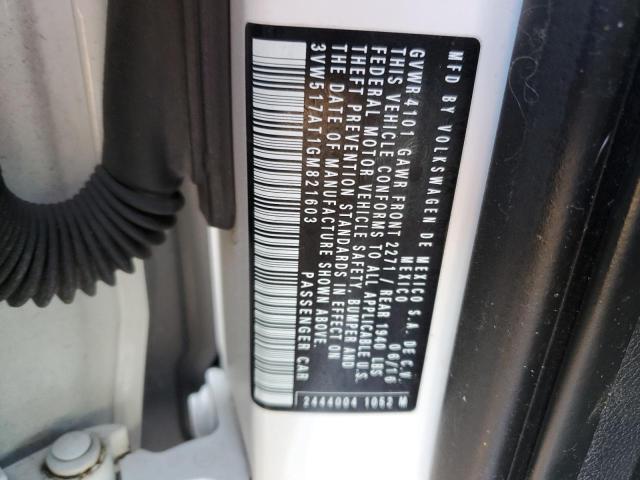 MFD BY VOLKSWAGEN DE MEXICO S.A. DE C.V.
MEXICO 06/16
GVWR 4101 GAWR FRONT 2271 / REAR 1940 LBS
THIS VEHICLE CONFORMS TO ALL APPLICABLE U.S.
FEDERAL MOTOR VEHICLE SAFETY, BUMPER AND
THEFT PREVENTION STANDARDS IN EFFECT ON
THE DATE OF MANUFACTURE SHOWN ABOVE.
3VW517AT1GM821603 PASSENGER CAR
2444004 1052